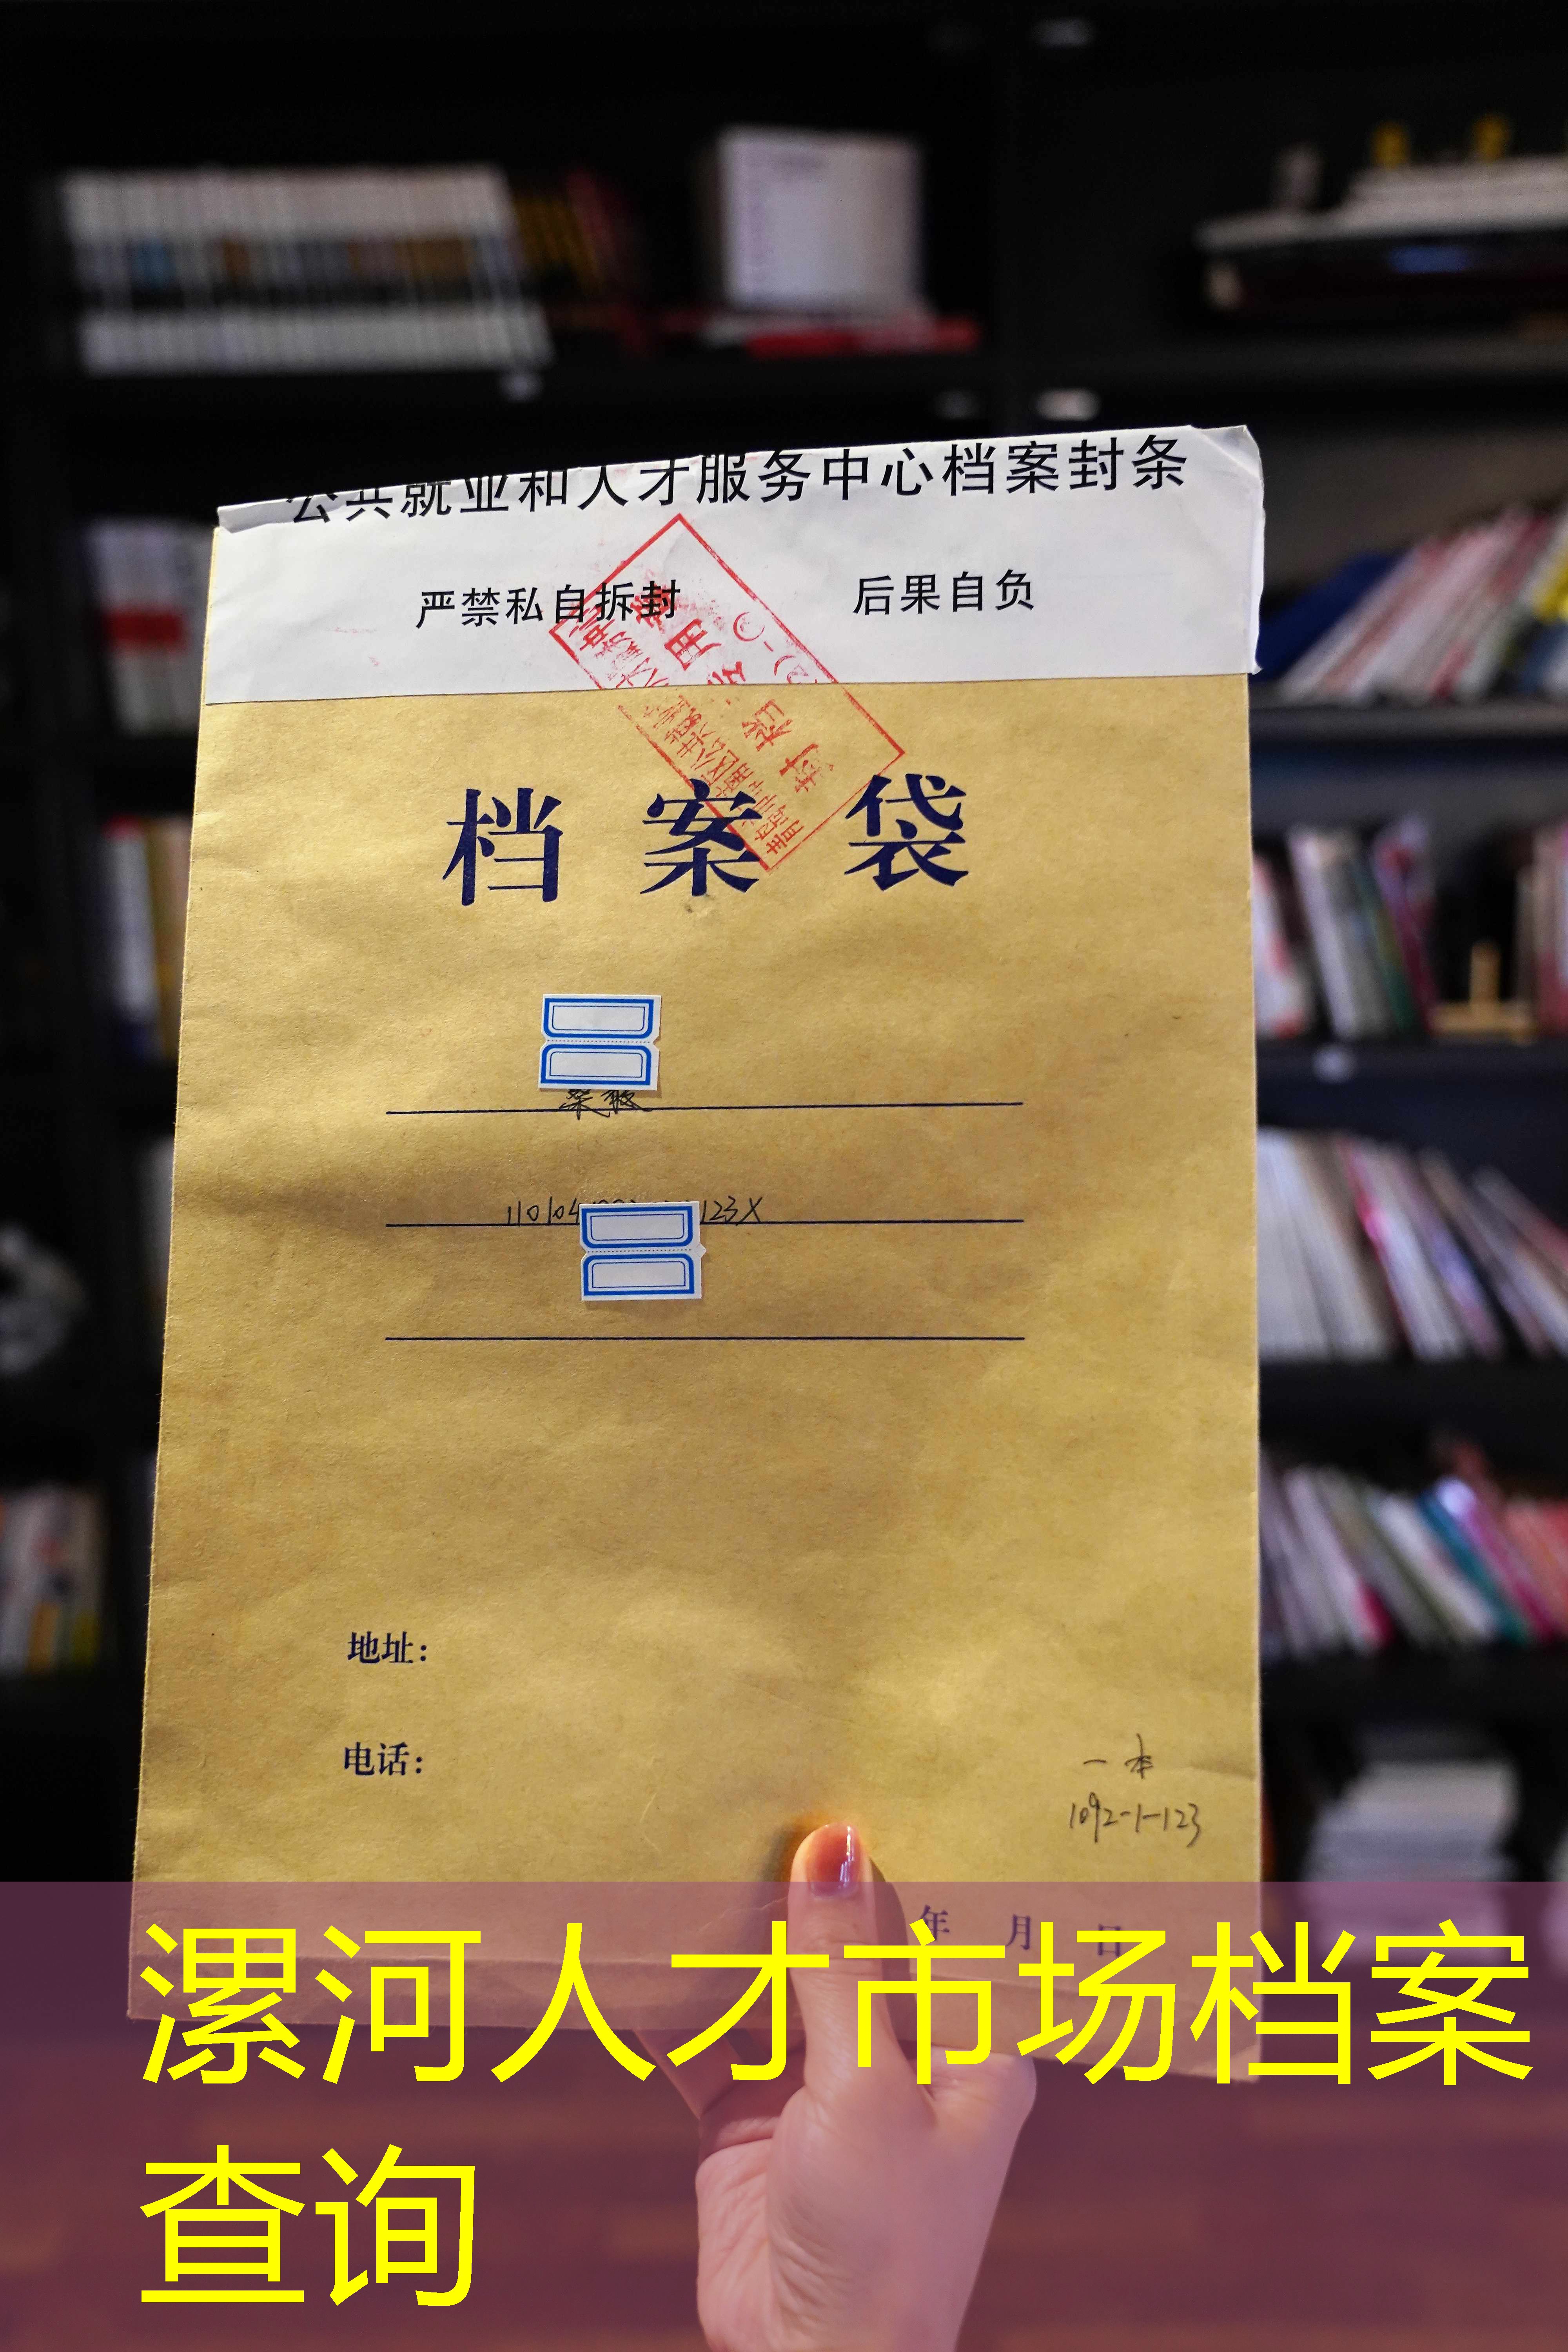 公共就业和人才服务中心档案封条
严禁私自拆封 后果自负
档案袋
123X
地址：
电话：
一本
1092-1-123
年 月 日
漯河人才市场档案
查询